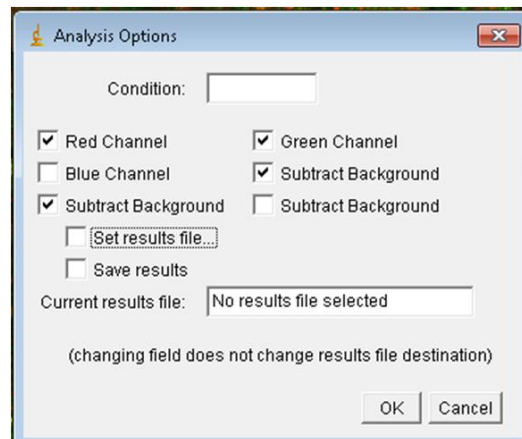 Analysis Options
Condition:
Red Channel Green Channel
Blue Channel Subtract Background
Subtract Background Subtract Background
Set results file...
Save results
Current results file: No results file selected
(changing field does not change results file destination)
OK Cancel